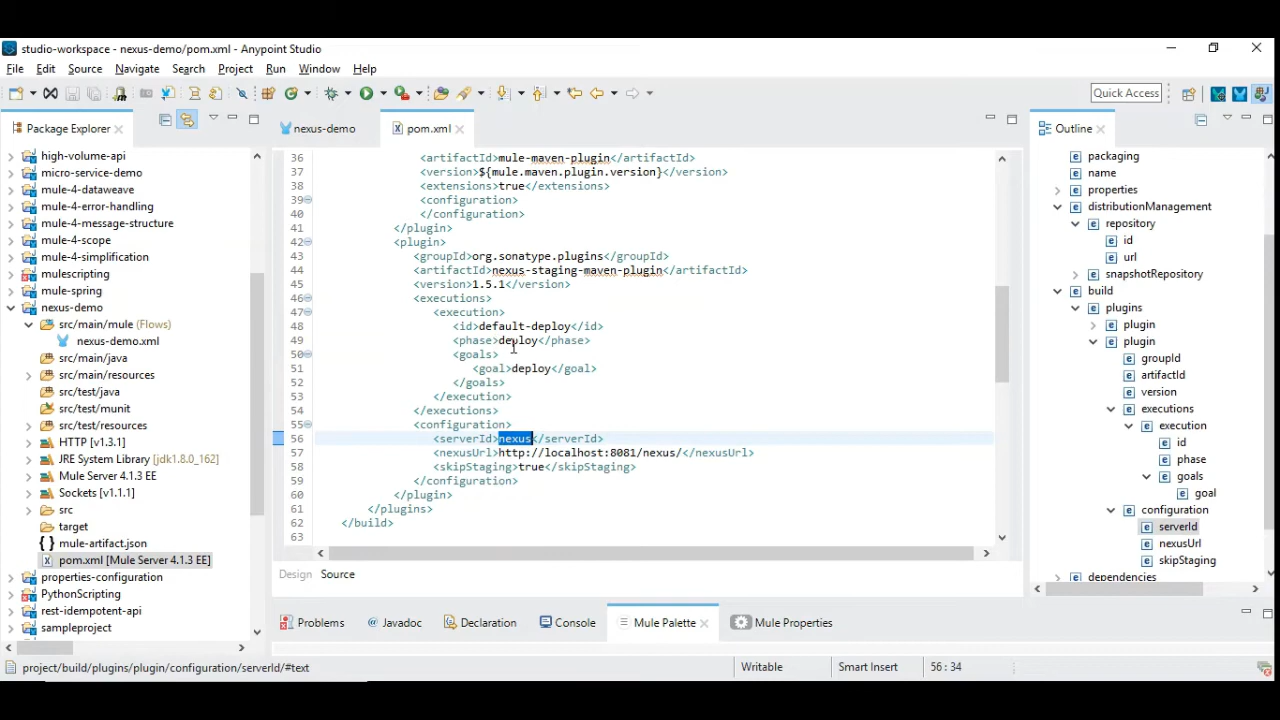 studio-workspace - nexus-demo/pom.xml - Anypoint Studio
File Edit Source Navigate Search Project Run Window Help
Quick Access
Package Explorer
high-volume-api
micro-service-demo
mule-4-dataweave
mule-4-error-handling
mule-4-message-structure
mule-4-scope
mule-4-simplification
mulescripting
mule-spring
nexus-demo
src/main/mule (Flows)
nexus-demo.xml
src/main/java
src/main/resources
src/test/java
src/test/munit
src/test/resources
HTTP [v1.3.1]
JRE System Library [jdk1.8.0_162]
Mule Server 4.1.3 EE
Sockets [v1.1.1]
src
target
mule-artifact.json
pom.xml [Mule Server 4.1.3 EE]
properties-configuration
PythonScripting
rest-idempotent-api
sampleproject
nexus-demo pom.xml
36 <artifactId>mule-maven-plugin</artifactId>
37 <version>${mule.maven.plugin.version}</version>
38 <extensions>true</extensions>
39 <configuration>
40 </configuration>
41 </plugin>
42 <plugin>
43 <groupId>org.sonatype.plugins</groupId>
44 <artifactId>nexus-staging-maven-plugin</artifactId>
45 <version>1.5.1</version>
46 <executions>
47 <execution>
48 <id>default-deploy</id>
49 <phase>deploy</phase>
50 <goals>
51 <goal>deploy</goal>
52 </goals>
53 </execution>
54 </executions>
55 <configuration>
56 <serverId>nexus</serverId>
57 <nexusUrl>http://localhost:8081/nexus/</nexusUrl>
58 <skipStaging>true</skipStaging>
59 </configuration>
60 </plugin>
61 </plugins>
62 </build>
63
Design Source
Outline
packaging
name
properties
distributionManagement
repository
id
url
snapshotRepository
build
plugins
plugin
plugin
groupId
artifactId
version
executions
execution
id
phase
goals
goal
configuration
serverId
nexusUrl
skipStaging
dependencies
Problems Javadoc Declaration Console Mule Palette Mule Properties
project/build/plugins/plugin/configuration/serverId/#text
Writable Smart Insert 56 : 34